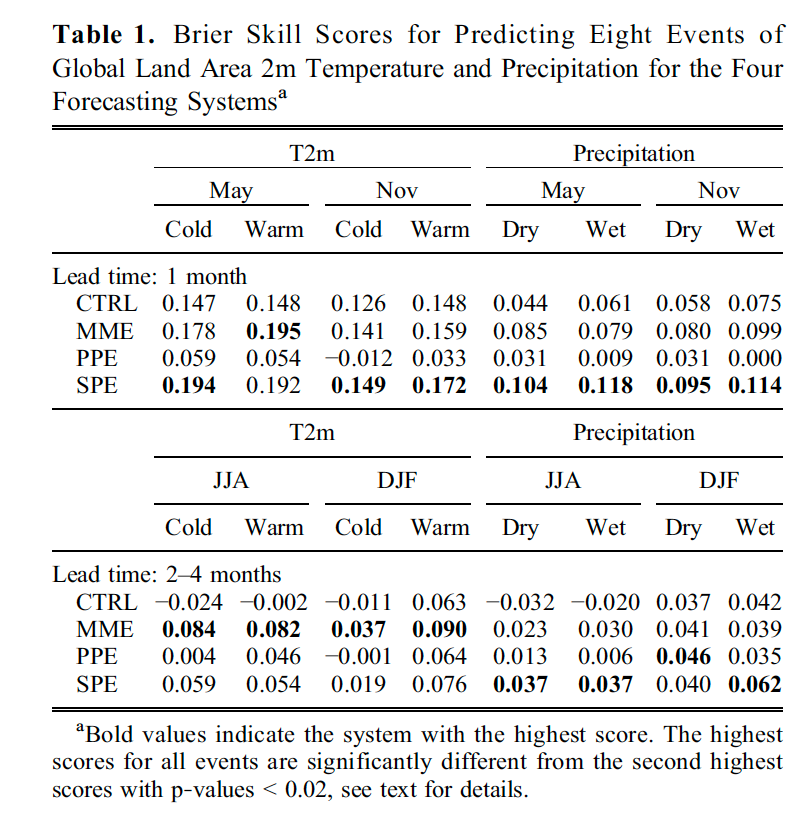 Table 1. Brier Skill Scores for Predicting Eight Events of
Global Land Area 2m Temperature and Precipitation for the Four
Forecasting Systemsᵃ
T2m Precipitation
May Nov May Nov
Cold Warm Cold Warm Dry Wet Dry Wet
Lead time: 1 month
CTRL 0.147 0.148 0.126 0.148 0.044 0.061 0.058 0.075
MME 0.178 0.195 0.141 0.159 0.085 0.079 0.080 0.099
PPE 0.059 0.054 −0.012 0.033 0.031 0.009 0.031 0.000
SPE 0.194 0.192 0.149 0.172 0.104 0.118 0.095 0.114
T2m Precipitation
JJA DJF JJA DJF
Cold Warm Cold Warm Dry Wet Dry Wet
Lead time: 2–4 months
CTRL −0.024 −0.002 −0.011 0.063 −0.032 −0.020 0.037 0.042
MME 0.084 0.082 0.037 0.090 0.023 0.030 0.041 0.039
PPE 0.004 0.046 −0.001 0.064 0.013 0.006 0.046 0.035
SPE 0.059 0.054 0.019 0.076 0.037 0.037 0.040 0.062
ᵃBold values indicate the system with the highest score. The highest
scores for all events are significantly different from the second highest
scores with p-values < 0.02, see text for details.